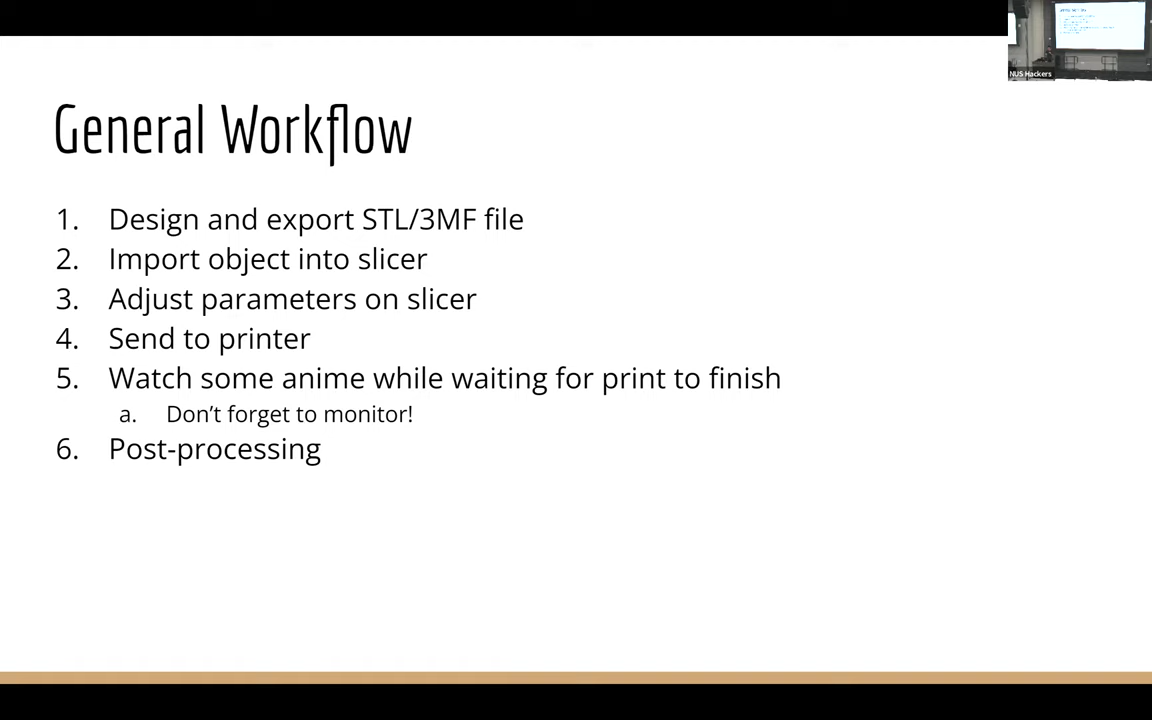 NUS Hackers
General Workflow
1. Design and export STL/3MF file
2. Import object into slicer
3. Adjust parameters on slicer
4. Send to printer
5. Watch some anime while waiting for print to finish
a. Don’t forget to monitor!
6. Post-processing